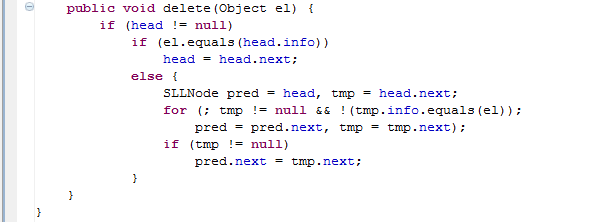 public void delete(Object el) {
if (head != null)
if (el.equals(head.info))
head = head.next;
else {
SLLNode pred = head, tmp = head.next;
for (; tmp != null && !(tmp.info.equals(el));
pred = pred.next, tmp = tmp.next);
if (tmp != null)
pred.next = tmp.next;
}
}
}